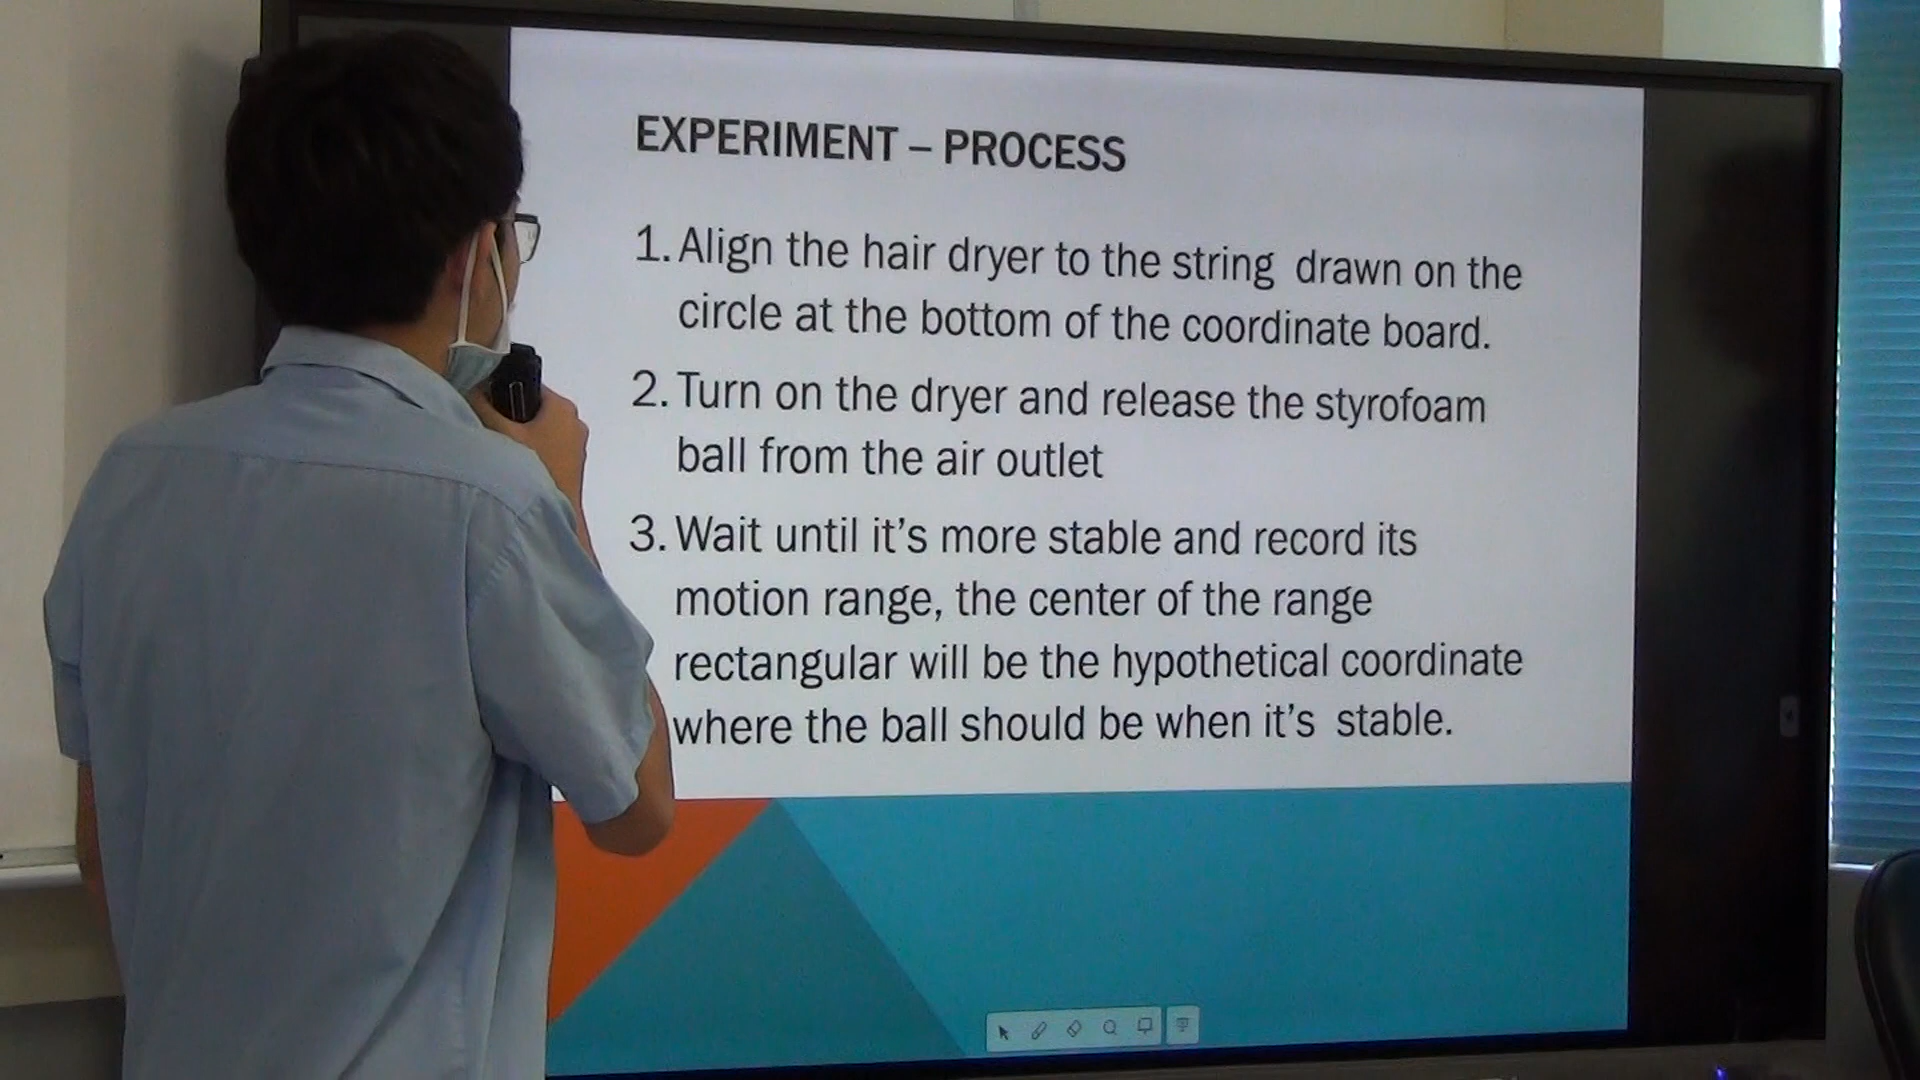 EXPERIMENT – PROCESS
1. Align the hair dryer to the string drawn on the
circle at the bottom of the coordinate board.
2. Turn on the dryer and release the styrofoam
ball from the air outlet
3. Wait until it's more stable and record its
motion range, the center of the range
rectangular will be the hypothetical coordinate
where the ball should be when it's stable.